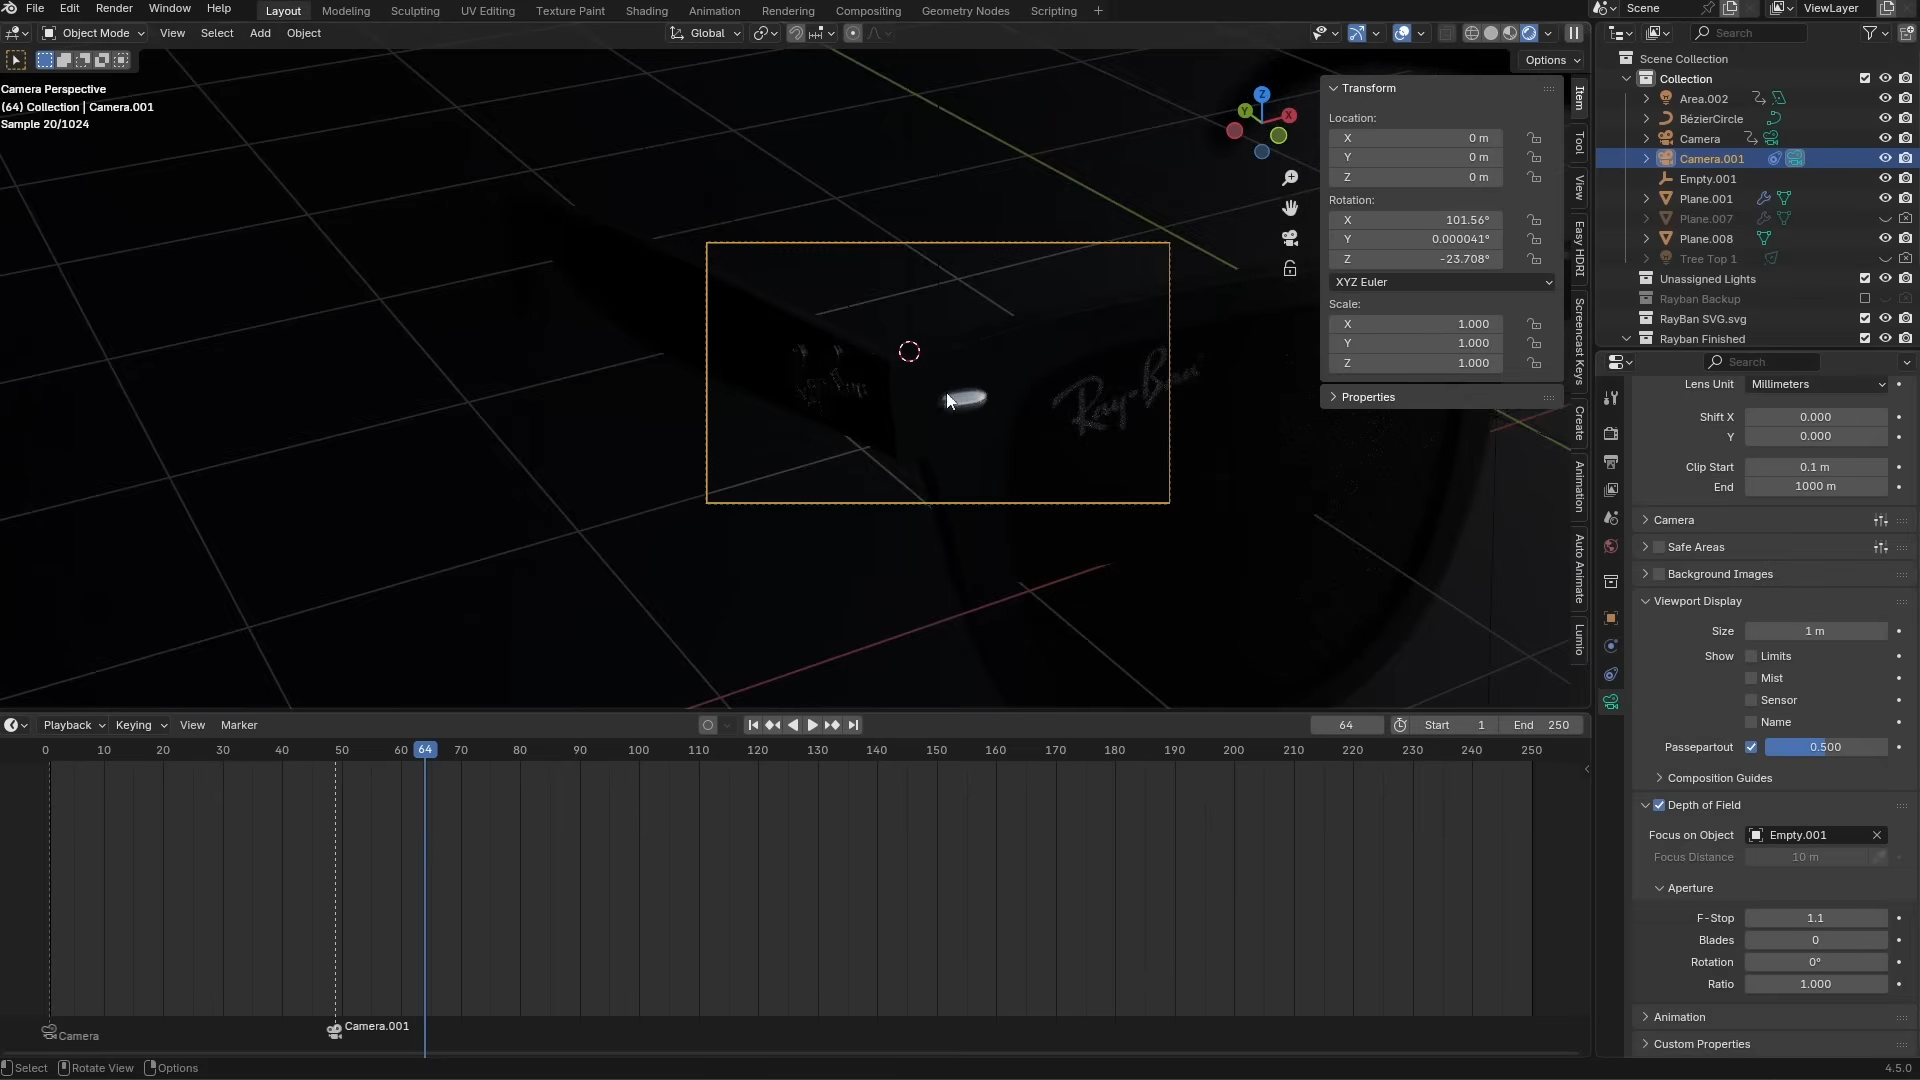 File Edit Render Window Help Layout Modeling Sculpting UV Editing Texture Paint Shading Animation Rendering Compositing Geometry Nodes Scripting + Scene ViewLayer
Object Mode View Select Add Object Global Search
Options
Camera Perspective
(64) Collection | Camera.001
Sample 20/1024
Z
Y
X
Transform
Location:
X 0 m
Y 0 m
Z 0 m
Rotation:
X 101.56°
Y 0.000041°
Z -23.708°
XYZ Euler
Scale:
X 1.000
Y 1.000
Z 1.000
Properties
Item
Tool
View
Easy HDRI
Screencast Keys
Create
Animation
Auto Animate
Lumio
Ray-Ban
Scene Collection
Collection
Area.002
BézierCircle
Camera
Camera.001
Empty.001
Plane.001
Plane.007
Plane.008
Tree Top 1
Unassigned Lights
Rayban Backup
RayBan SVG.svg
Rayban Finished
Search
Lens Unit Millimeters
Shift X 0.000
Y 0.000
Clip Start 0.1 m
End 1000 m
Camera
Safe Areas
Background Images
Viewport Display
Size 1 m
Show Limits
Mist
Sensor
Name
Passepartout 0.500
Composition Guides
Depth of Field
Focus on Object Empty.001
Focus Distance 10 m
Aperture
F-Stop 1.1
Blades 0
Rotation 0°
Ratio 1.000
Animation
Custom Properties
Playback Keying View Marker 64 Start 1 End 250
0 10 20 30 40 50 60 64 70 80 90 100 110 120 130 140 150 160 170 180 190 200 210 220 230 240 250
Camera Camera.001
Select Rotate View Options 4.5.0